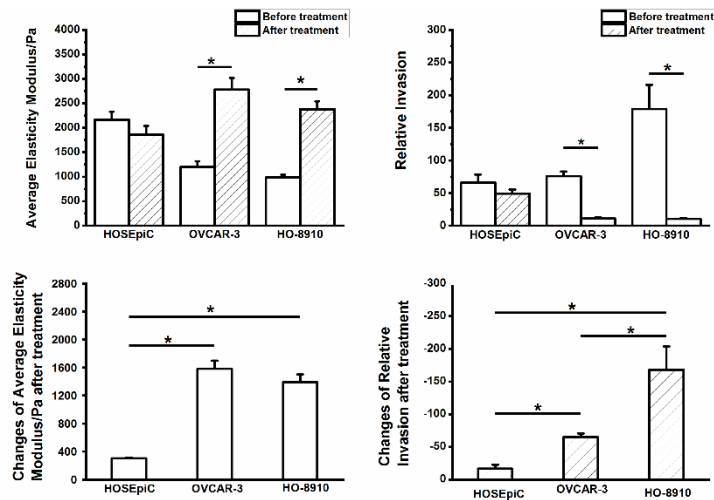 Before treatment
After treatment
Average Elasticity Modulus/Pa
4000
3500
3000
2500
2000
1500
1000
500
0
*
*
HOSEpiC
OVCAR-3
HO-8910
Before treatment
After treatment
Relative Invasion
300
250
200
150
100
50
0
*
*
HOSEpiC
OVCAR-3
HO-8910
Changes of Average Elasticity
Modulus/Pa after treatment
2800
2400
2000
1600
1200
800
400
*
*
HOSEpiC
OVCAR-3
HO-8910
Changes of Relative
Invasion after treatment
-300
-250
-200
-150
-100
-50
0
*
*
*
HOSEpiC
OVCAR-3
HO-8910